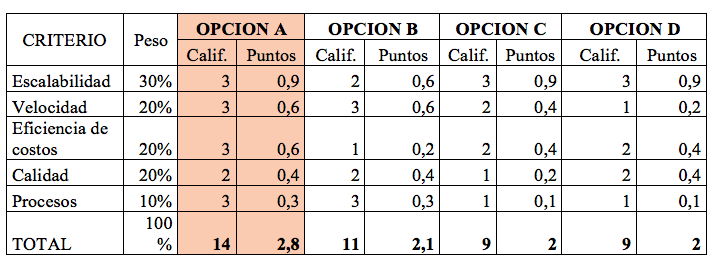 CRITERIO Peso OPCION A OPCION B OPCION C OPCION D
Calif. Puntos Calif. Puntos Calif. Puntos Calif. Puntos
Escalabilidad 30% 3 0,9 2 0,6 3 0,9 3 0,9
Velocidad 20% 3 0,6 3 0,6 2 0,4 1 0,2
Eficiencia de
costos 20% 3 0,6 1 0,2 2 0,4 2 0,4
Calidad 20% 2 0,4 2 0,4 1 0,2 2 0,4
Procesos 10% 3 0,3 3 0,3 1 0,1 1 0,1
100
TOTAL % 14 2,8 11 2,1 9 2 9 2